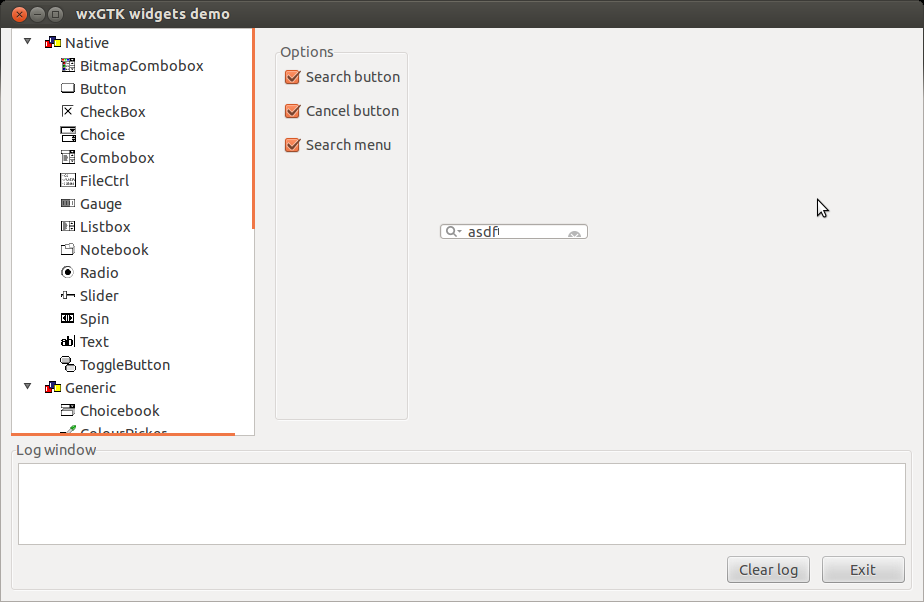 wxGTK widgets demo
Native
BitmapCombobox
Button
CheckBox
Choice
Combobox
FileCtrl
Gauge
Listbox
Notebook
Radio
Slider
Spin
Text
ToggleButton
Generic
Choicebook
ColourPicker
Options
Search button
Cancel button
Search menu
asdf
Log window
Clear log
Exit